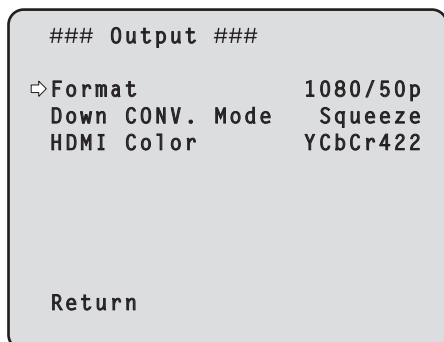 ### Output ###
⇨Format 1080/50p
Down CONV. Mode Squeeze
HDMI Color YCbCr422
Return